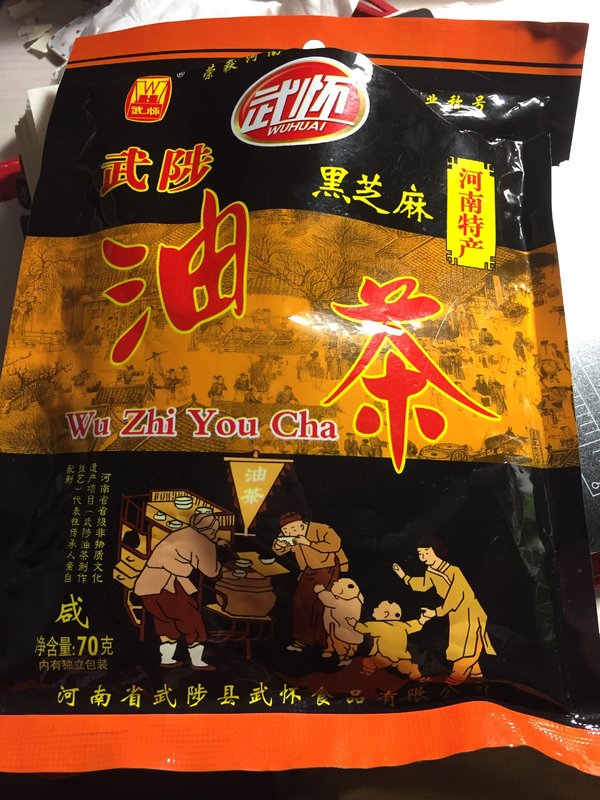 荣获河南
业称号
武怀
武怀
WUHUAI
武陟
黑芝麻
河南特产
油茶
Wu Zhi You Cha
油茶
河南省省级非物质文化
遗产项目（武陟油茶制作
技艺）代表性传承人亲自
配制
咸
净含量:70克
内有独立包装
河南省武陟县武怀食品有限公司